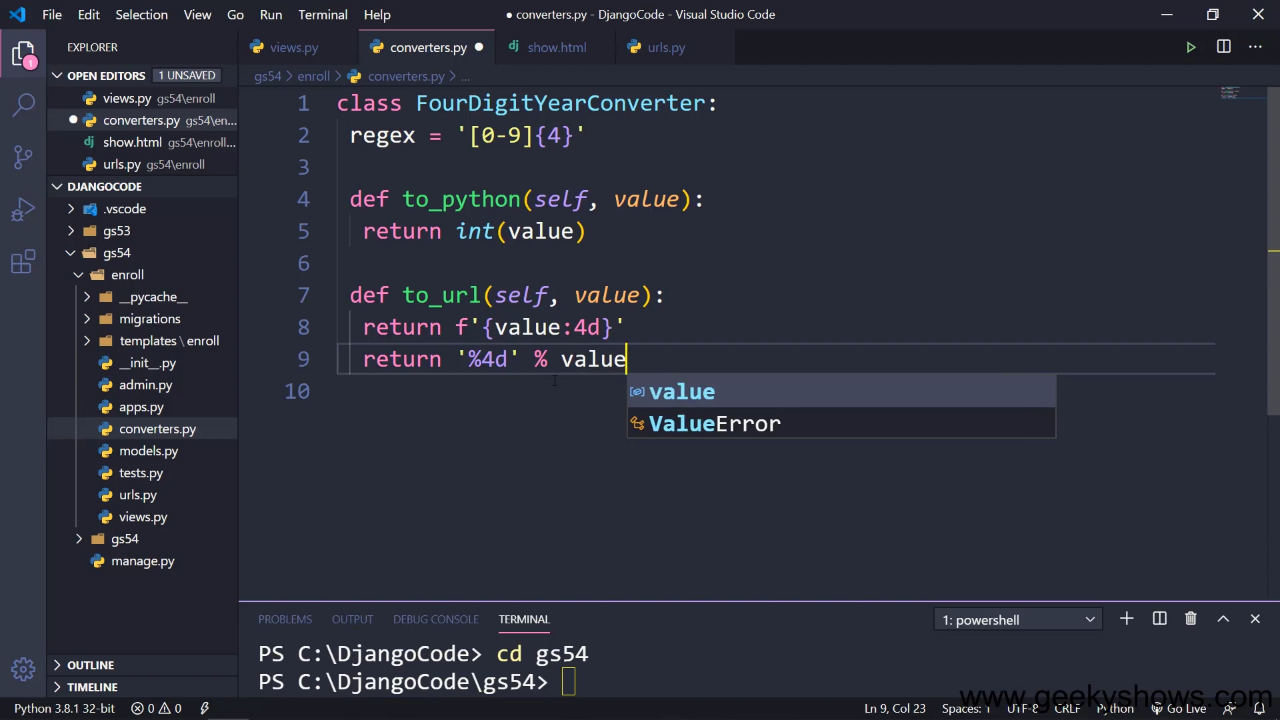 File Edit Selection View Go Run Terminal Help
● converters.py - DjangoCode - Visual Studio Code
EXPLORER
OPEN EDITORS 1 UNSAVED
views.py gs54\enroll
● converters.py gs54\en...
dj show.html gs54\enroll...
urls.py gs54\enroll
DJANGOCODE
.vscode
gs53
gs54
enroll
__pycache__
migrations
templates \ enroll
__init__.py
admin.py
apps.py
converters.py
models.py
tests.py
urls.py
views.py
gs54
manage.py
OUTLINE
TIMELINE
views.py converters.py ● dj show.html urls.py
gs54 > enroll > converters.py > ...
1 class FourDigitYearConverter:
2 regex = '[0-9]{4}'
3
4 def to_python(self, value):
5 return int(value)
6
7 def to_url(self, value):
8 return f'{value:4d}'
9 return '%4d' % value
10
value
ValueError
PROBLEMS OUTPUT DEBUG CONSOLE TERMINAL 1: powershell
PS C:\DjangoCode> cd gs54
PS C:\DjangoCode\gs54>
www.geekyshows.com
Python 3.8.1 32-bit 0 0 Ln 9, Col 23 Spaces: 1 UTF-8 CRLF Python Go Live
1